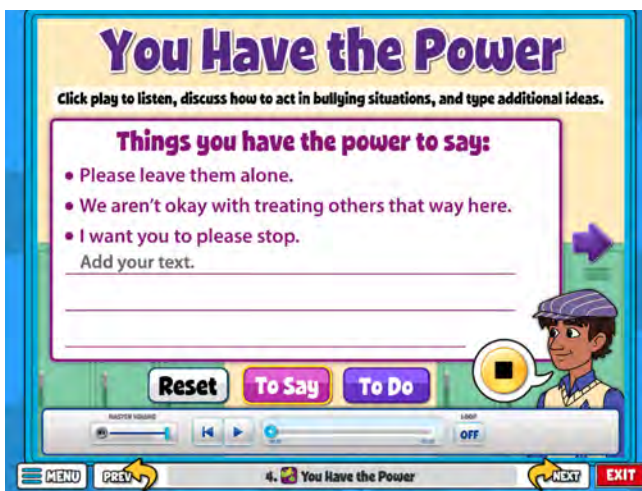 You Have the Power
Click play to listen, discuss how to act in bullying situations, and type additional ideas.
Things you have the power to say:
• Please leave them alone.
• We aren't okay with treating others that way here.
• I want you to please stop.
Add your text.
Reset
To Say
To Do
MASTER VOLUME
LOOP
OFF
MENU
PREV
4. You Have the Power
NEXT
EXIT